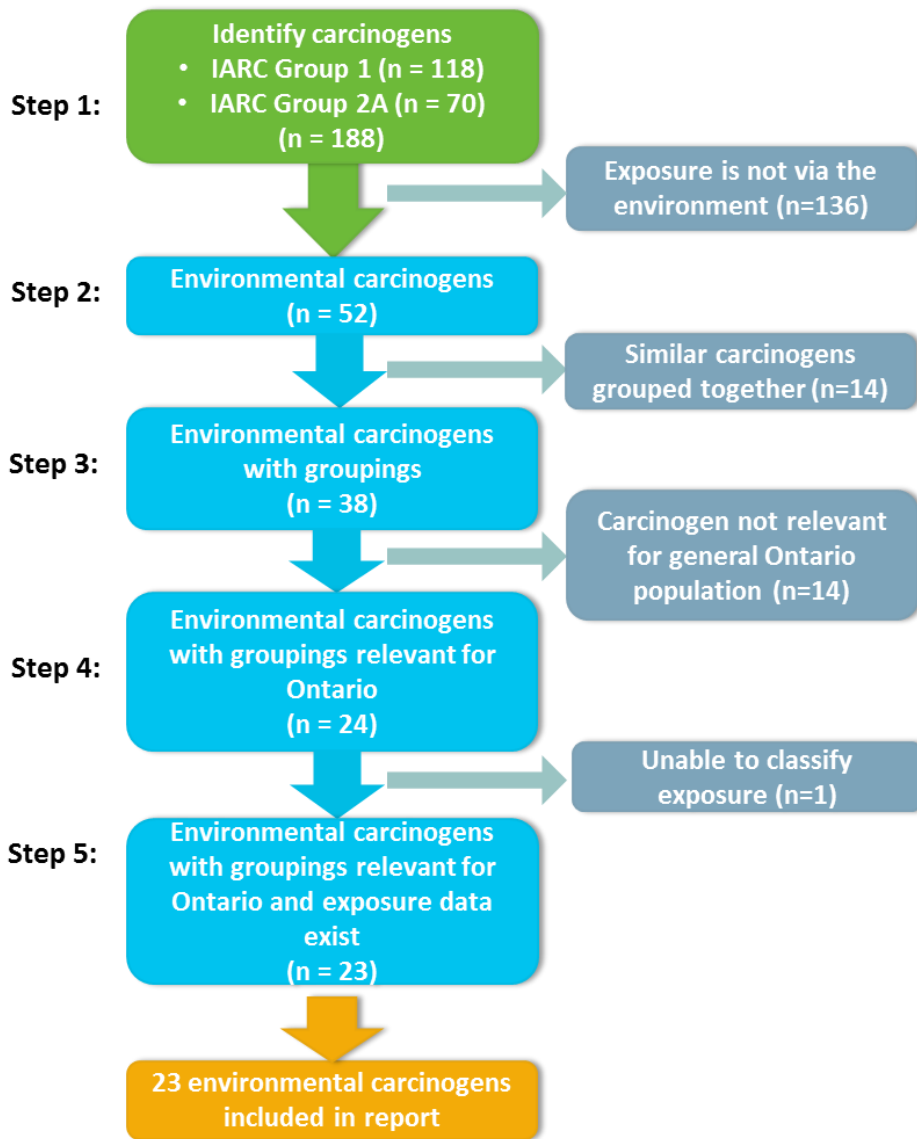 Step 1:
Identify carcinogens
• IARC Group 1 (n = 118)
• IARC Group 2A (n = 70)
(n = 188)
Exposure is not via the
environment (n=136)
Step 2:
Environmental carcinogens
(n = 52)
Similar carcinogens
grouped together (n=14)
Step 3:
Environmental carcinogens
with groupings
(n = 38)
Carcinogen not relevant
for general Ontario
population (n=14)
Step 4:
Environmental carcinogens
with groupings relevant for
Ontario
(n = 24)
Unable to classify
exposure (n=1)
Step 5:
Environmental carcinogens
with groupings relevant for
Ontario and exposure data
exist
(n = 23)
23 environmental carcinogens
included in report